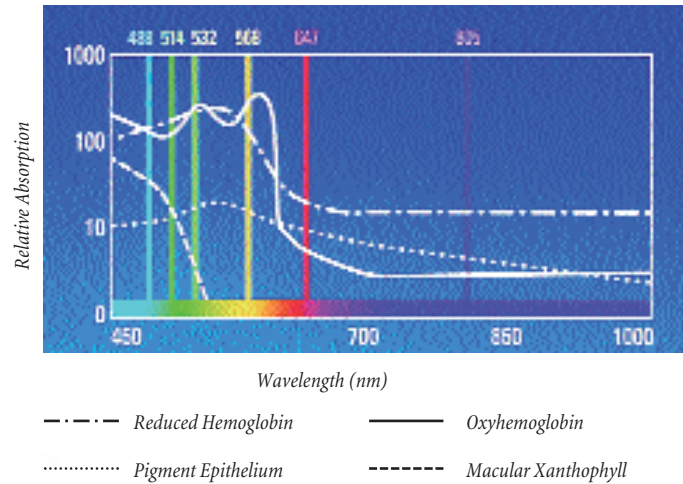 488 514 532 568 647 805
1000
100
10
0
450 700 850 1000
Relative Absorption
Wavelength (nm)
Reduced Hemoglobin Oxyhemoglobin
Pigment Epithelium Macular Xanthophyll